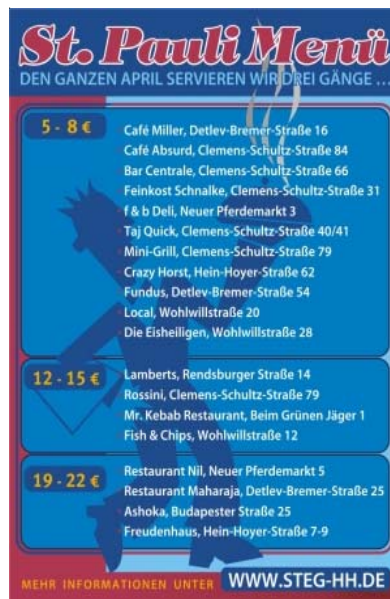 St. Pauli Menü
DEN GANZEN APRIL SERVIEREN WIR DREI GÄNGE ...
5 - 8 €
Café Miller, Detlev-Bremer-Straße 16
Café Absurd, Clemens-Schultz-Straße 84
Bar Centrale, Clemens-Schultz-Straße 66
Feinkost Schnalke, Clemens-Schultz-Straße 31
f & b Deli, Neuer Pferdemarkt 3
Taj Quick, Clemens-Schultz-Straße 40/41
Mini-Grill, Clemens-Schultz-Straße 79
Crazy Horst, Hein-Hoyer-Straße 62
Fundus, Detlev-Bremer-Straße 54
Local, Wohlwillstraße 20
Die Eisheiligen, Wohlwillstraße 28
12 - 15 €
Lamberts, Rendsburger Straße 14
Rossini, Clemens-Schultz-Straße 79
Mr. Kebab Restaurant, Beim Grünen Jäger 1
Fish & Chips, Wohlwillstraße 12
19 - 22 €
Restaurant Nil, Neuer Pferdemarkt 5
Restaurant Maharaja, Detlev-Bremer-Straße 25
Ashoka, Budapester Straße 25
Freudenhaus, Hein-Hoyer-Straße 7-9
MEHR INFORMATIONEN UNTER WWW.STEG-HH.DE